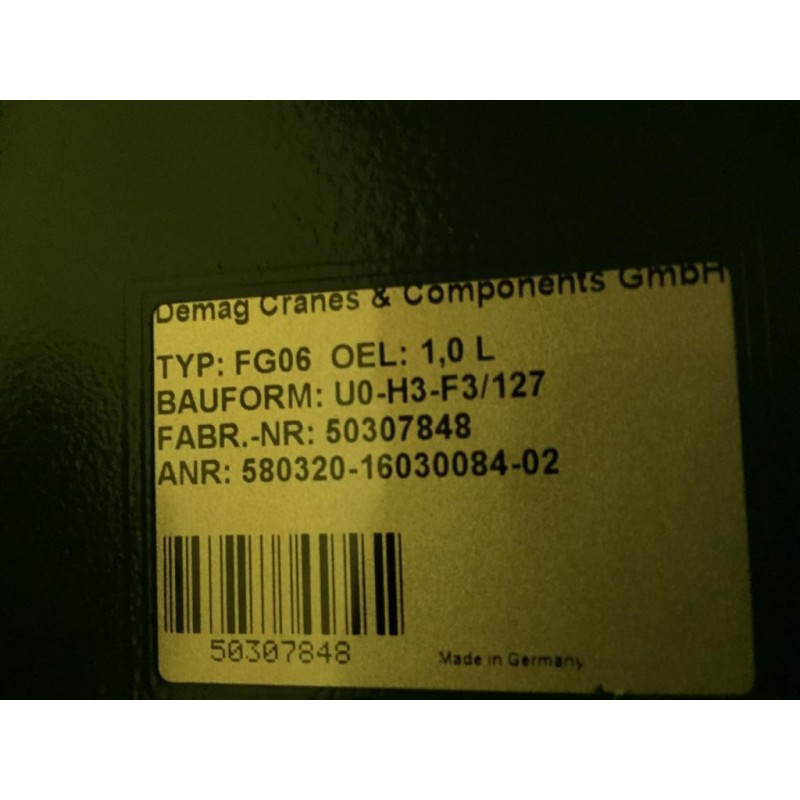 Demag Cranes & Components GmbH
TYP: FG06 OEL: 1,0 L
BAUFORM: U0-H3-F3/127
FABR.-NR: 50307848
ANR: 580320-16030084-02
50307848
Made in Germany